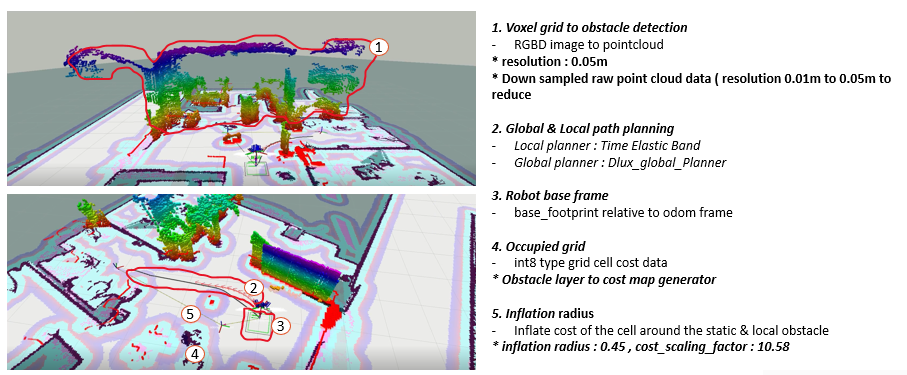 1. Voxel grid to obstacle detection
- RGBD image to pointcloud
* resolution : 0.05m
* Down sampled raw point cloud data ( resolution 0.01m to 0.05m to
reduce
2. Global & Local path planning
- Local planner : Time Elastic Band
- Global planner : Dlux_global_Planner
3. Robot base frame
- base_footprint relative to odom frame
4. Occupied grid
- int8 type grid cell cost data
* Obstacle layer to cost map generator
5. Inflation radius
- Inflate cost of the cell around the static & local obstacle
* inflation radius : 0.45 , cost_scaling_factor : 10.58
1
2
5
3
4